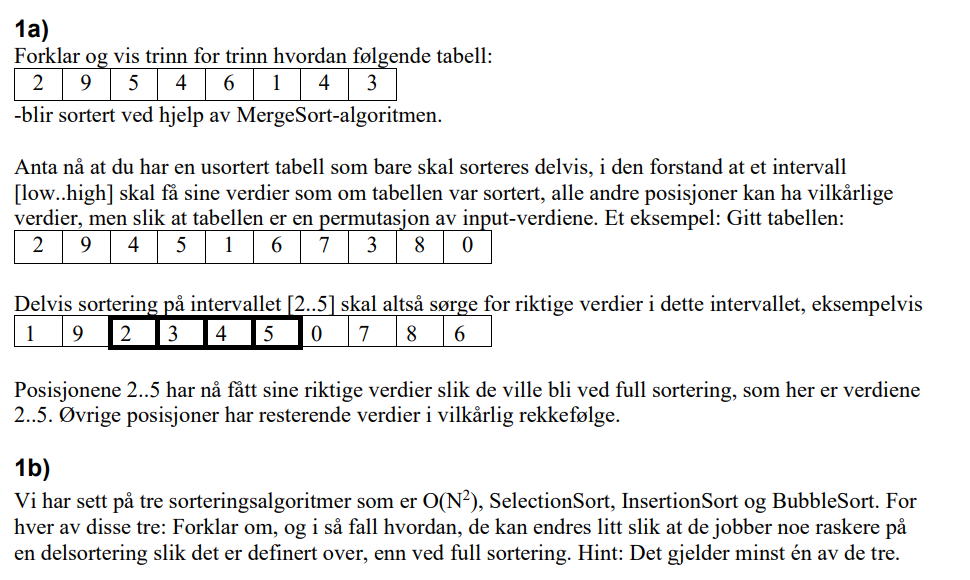 1a)
Forklar og vis trinn for trinn hvordan følgende tabell:
2 9 5 4 6 1 4 3
-blir sortert ved hjelp av MergeSort-algoritmen.
Anta nå at du har en usortert tabell som bare skal sorteres delvis, i den forstand at et intervall
[low..high] skal få sine verdier som om tabellen var sortert, alle andre posisjoner kan ha vilkårlige
verdier, men slik at tabellen er en permutasjon av input-verdiene. Et eksempel: Gitt tabellen:
2 9 4 5 1 6 7 3 8 0
Delvis sortering på intervallet [2..5] skal altså sørge for riktige verdier i dette intervallet, eksempelvis
1 9 2 3 4 5 0 7 8 6
Posisjonene 2..5 har nå fått sine riktige verdier slik de ville bli ved full sortering, som her er verdiene
2..5. Øvrige posisjoner har resterende verdier i vilkårlig rekkefølge.
1b)
Vi har sett på tre sorteringsalgoritmer som er O(N²), SelectionSort, InsertionSort og BubbleSort. For
hver av disse tre: Forklar om, og i så fall hvordan, de kan endres litt slik at de jobber noe raskere på
en delsortering slik det er definert over, enn ved full sortering. Hint: Det gjelder minst én av de tre.